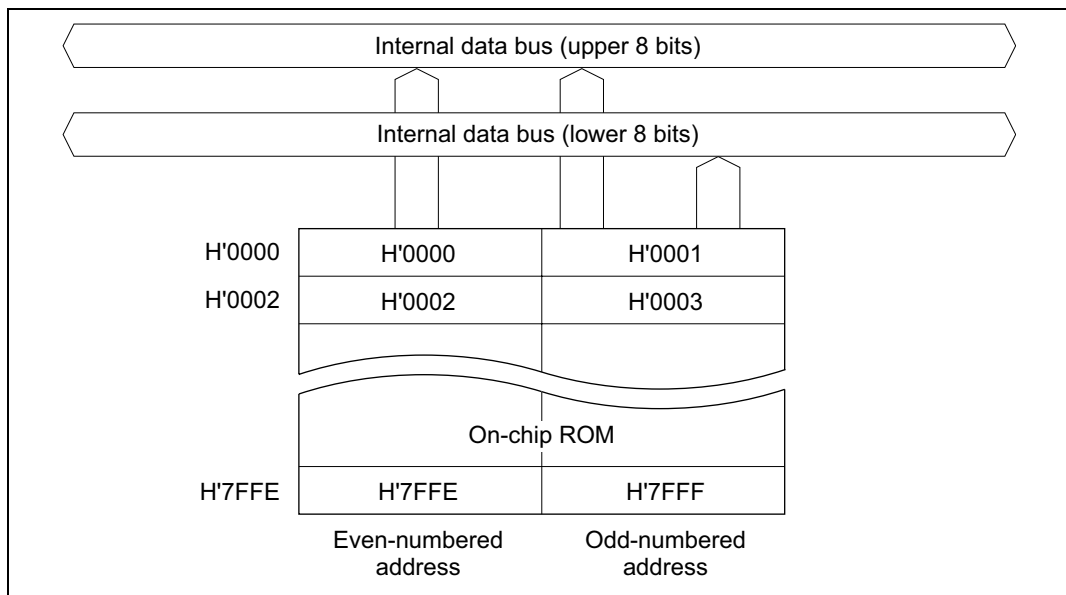 Internal data bus (upper 8 bits)
Internal data bus (lower 8 bits)
H'0000 H'0000 H'0001
H'0002 H'0002 H'0003
On-chip ROM
H'7FFE H'7FFE H'7FFF
Even-numbered Odd-numbered
address address